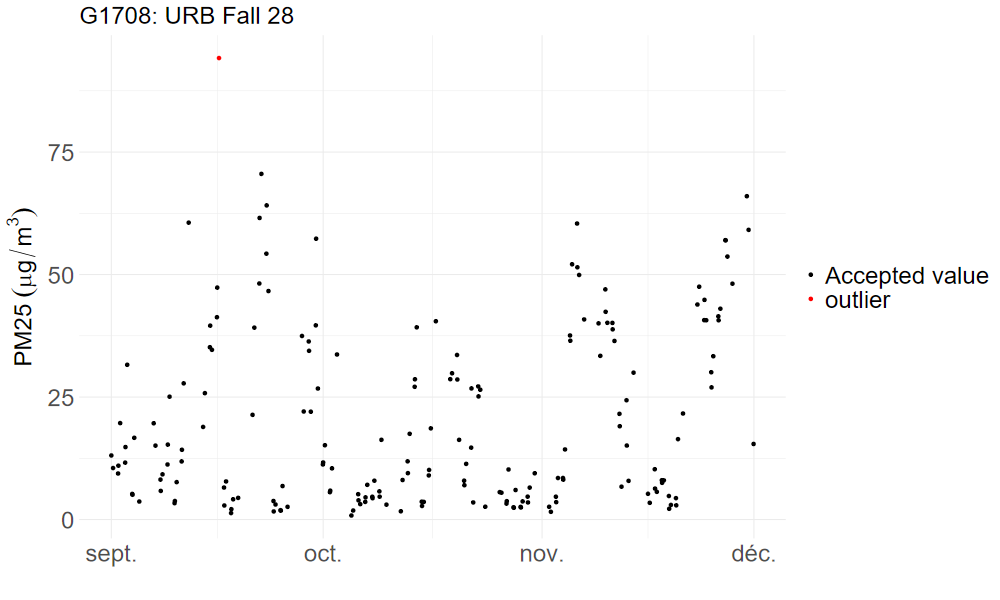 G1708: URB Fall 28
PM25 (μg/m³)
75
50
25
0
sept.
oct.
nov.
déc.
Accepted value
outlier